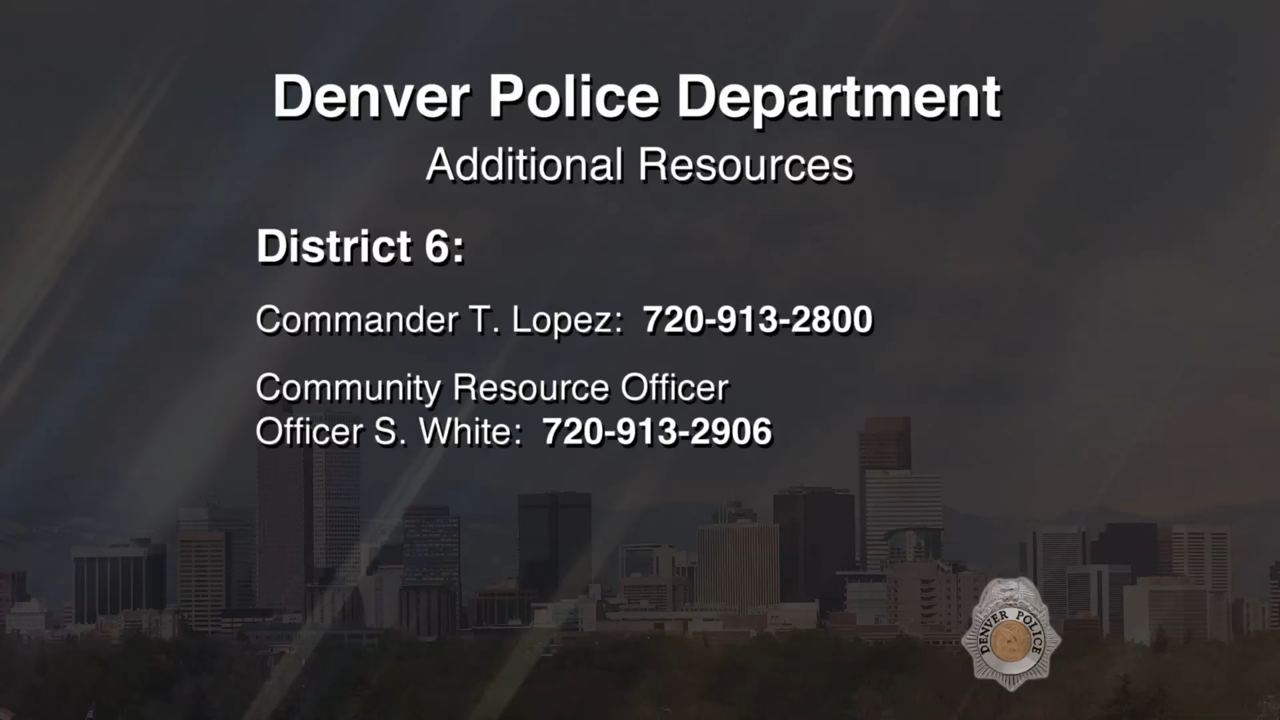 Denver Police Department
Additional Resources
District 6:
Commander T. Lopez: 720-913-2800
Community Resource Officer
Officer S. White: 720-913-2906
DENVER POLICE